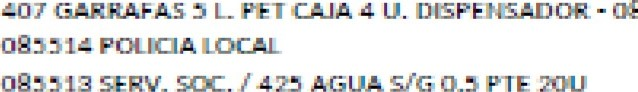 407 GARRAFAS 5 L. PET CAJA 4 U. DISPENSADOR - 08
085514 POLICIA LOCAL
085513 SERV. SOC. / 425 AGUA S/G 0.5 PTE 20U